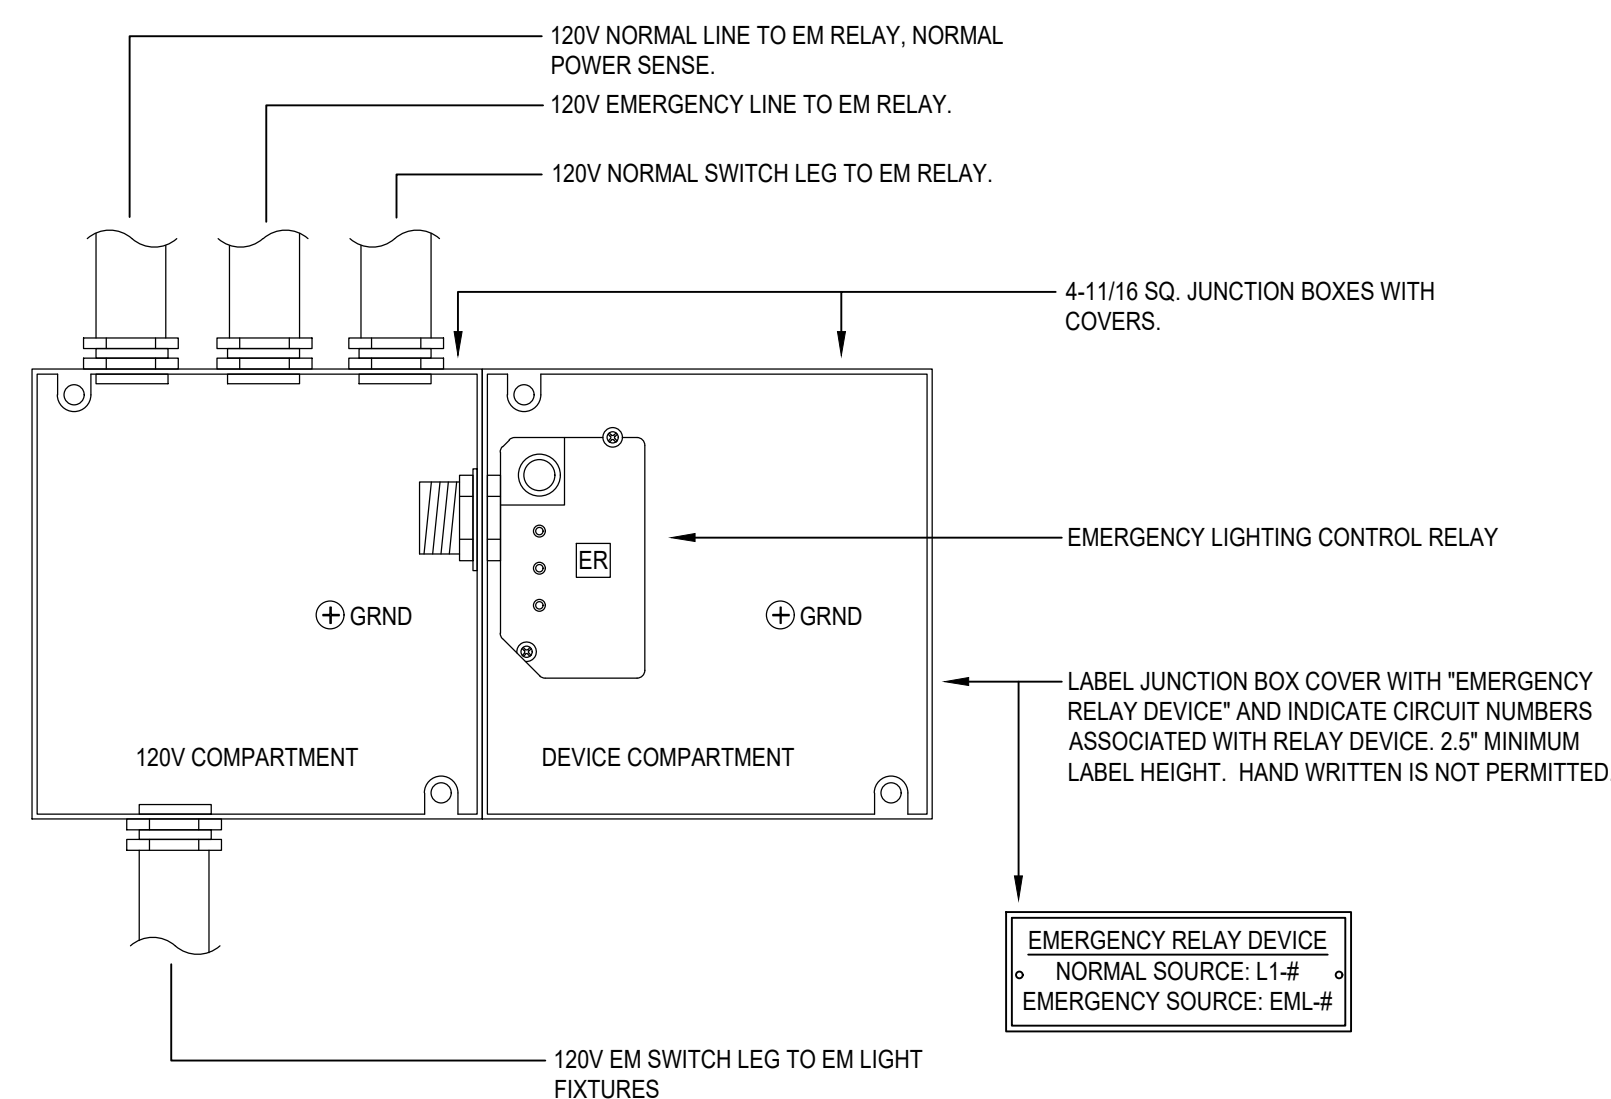 120V NORMAL LINE TO EM RELAY, NORMAL
POWER SENSE.
120V EMERGENCY LINE TO EM RELAY.
120V NORMAL SWITCH LEG TO EM RELAY.
4-11/16 SQ. JUNCTION BOXES WITH
COVERS.
EMERGENCY LIGHTING CONTROL RELAY
ER
GRND
GRND
LABEL JUNCTION BOX COVER WITH "EMERGENCY
RELAY DEVICE" AND INDICATE CIRCUIT NUMBERS
ASSOCIATED WITH RELAY DEVICE. 2.5" MINIMUM
LABEL HEIGHT.  HAND WRITTEN IS NOT PERMITTED.
120V COMPARTMENT
DEVICE COMPARTMENT
EMERGENCY RELAY DEVICE
NORMAL SOURCE: L1-#
EMERGENCY SOURCE: EML-#
120V EM SWITCH LEG TO EM LIGHT
FIXTURES